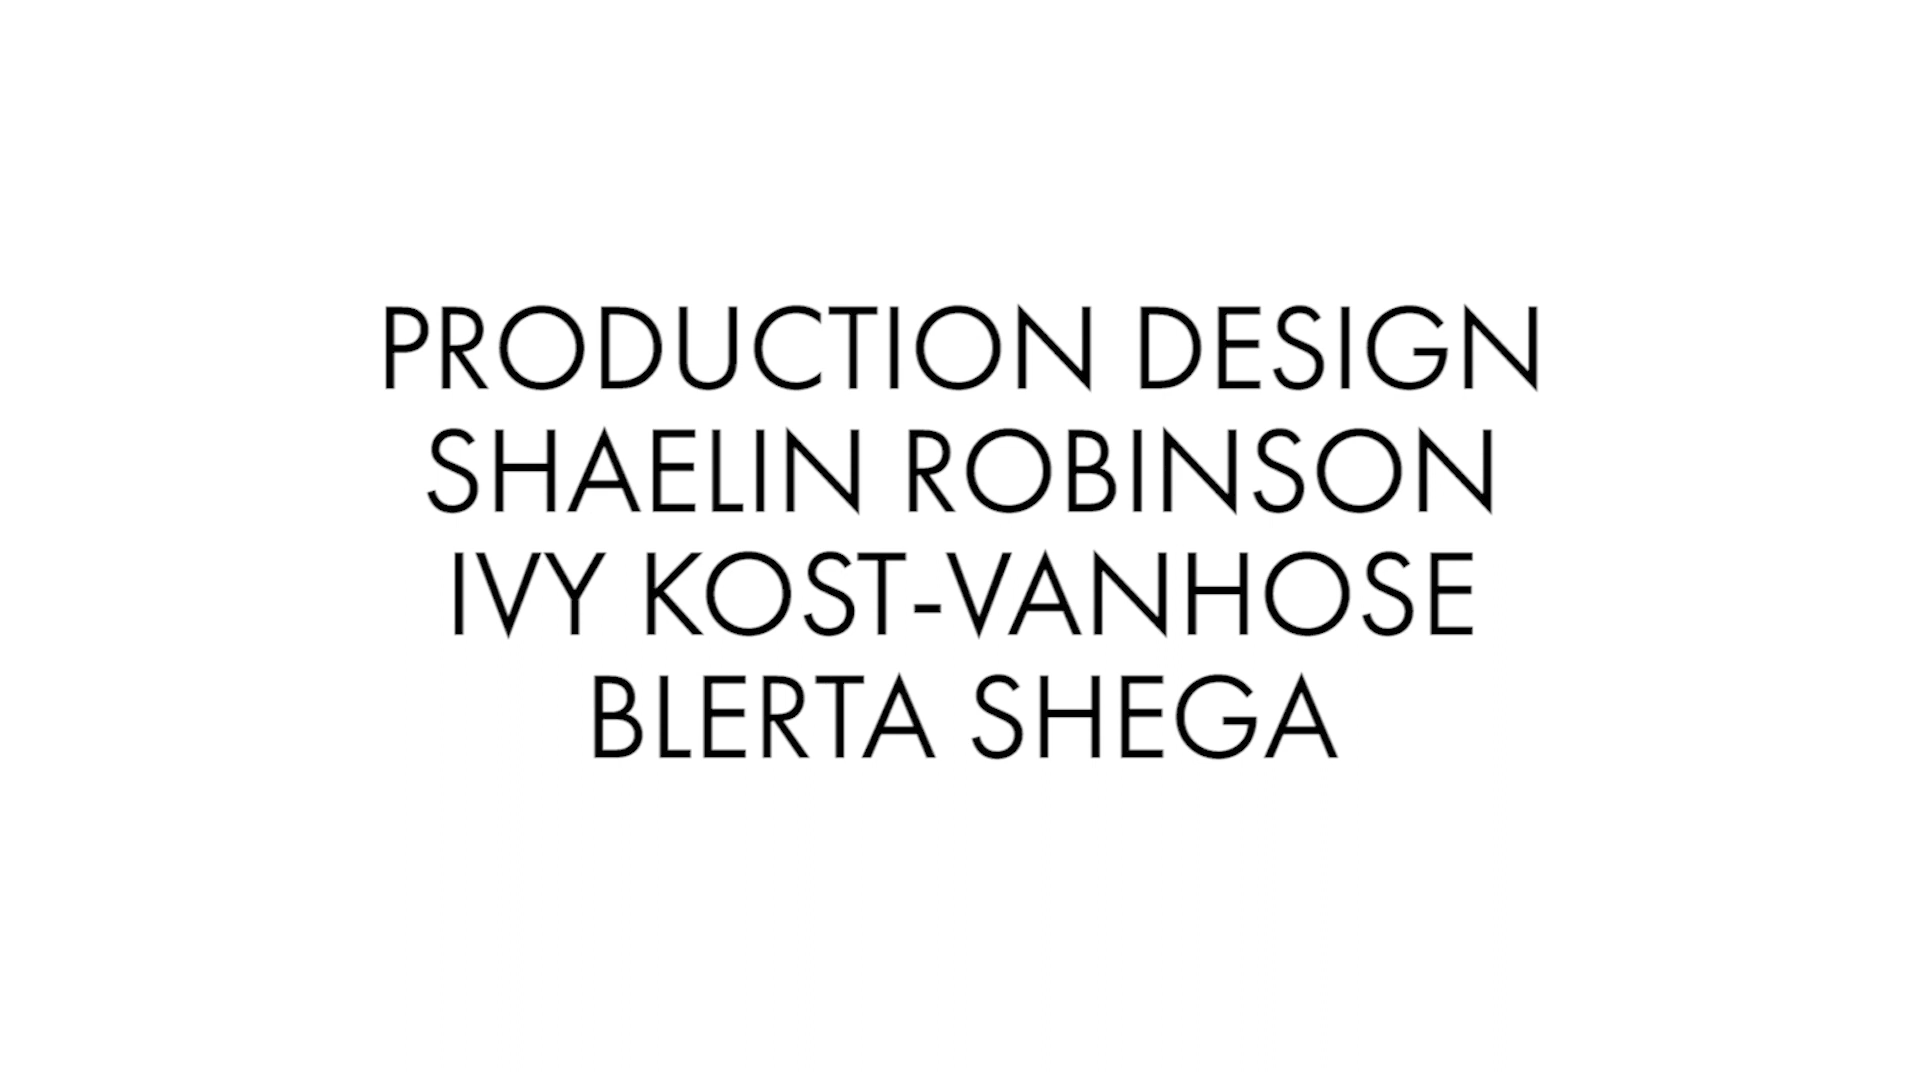 PRODUCTION DESIGN
SHAELIN ROBINSON
IVY KOST-VANHOSE
BLERTA SHEGA